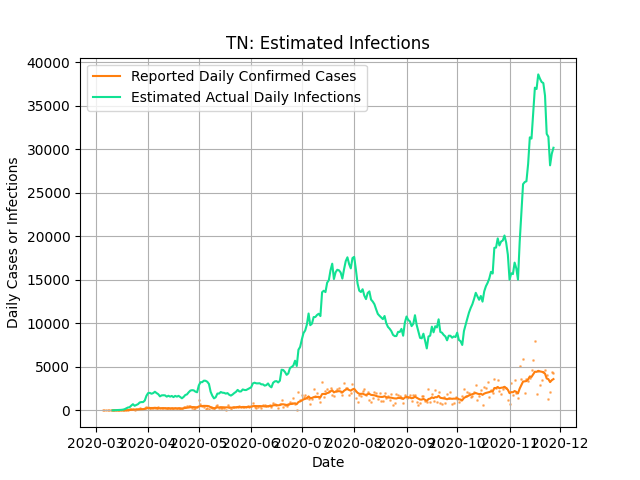 TN: Estimated Infections
Reported Daily Confirmed Cases
Estimated Actual Daily Infections
Daily Cases or Infections
40000
35000
30000
25000
20000
15000
10000
5000
0
2020-03 2020-04 2020-05 2020-06 2020-07 2020-08 2020-09 2020-10 2020-11 2020-12
Date